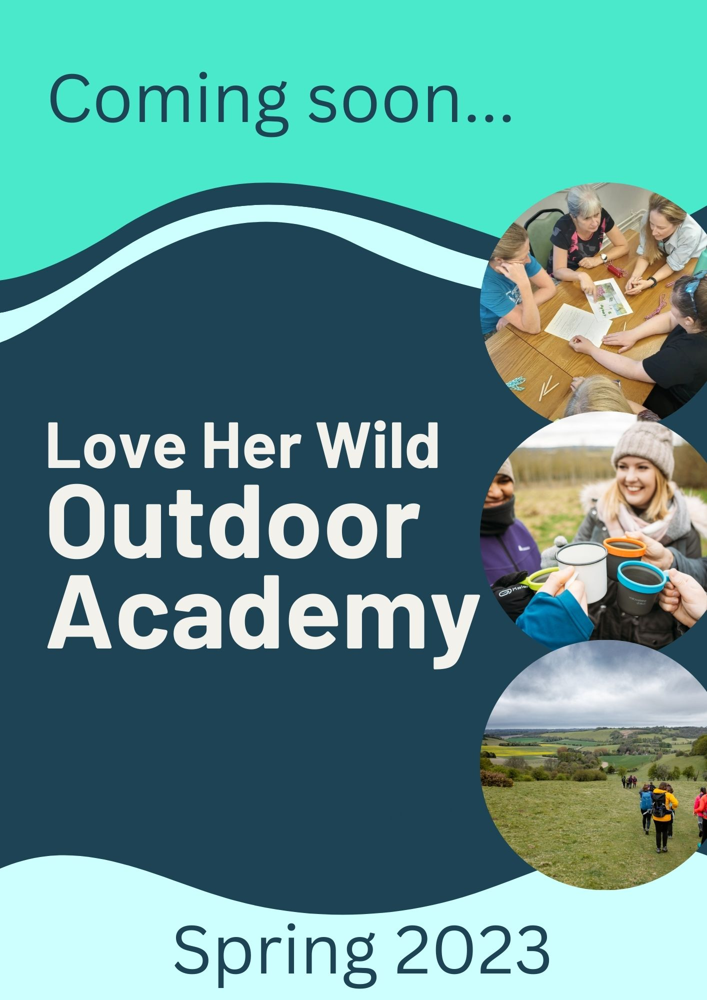 Coming soon...
Love Her Wild
Outdoor
Academy
Spring 2023